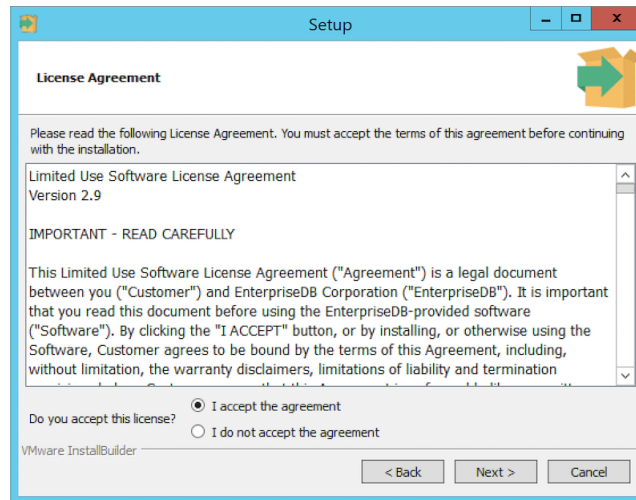 Setup
License Agreement
Please read the following License Agreement. You must accept the terms of this agreement before continuing
with the installation.
Limited Use Software License Agreement
Version 2.9
IMPORTANT - READ CAREFULLY
This Limited Use Software License Agreement ("Agreement") is a legal document
between you ("Customer") and EnterpriseDB Corporation ("EnterpriseDB"). It is important
that you read this document before using the EnterpriseDB-provided software
("Software"). By clicking the "I ACCEPT" button, or by installing, or otherwise using the
Software, Customer agrees to be bound by the terms of this Agreement, including,
without limitation, the warranty disclaimers, limitations of liability and termination
Do you accept this license?
I accept the agreement
I do not accept the agreement
VMware InstallBuilder
< Back
Next >
Cancel